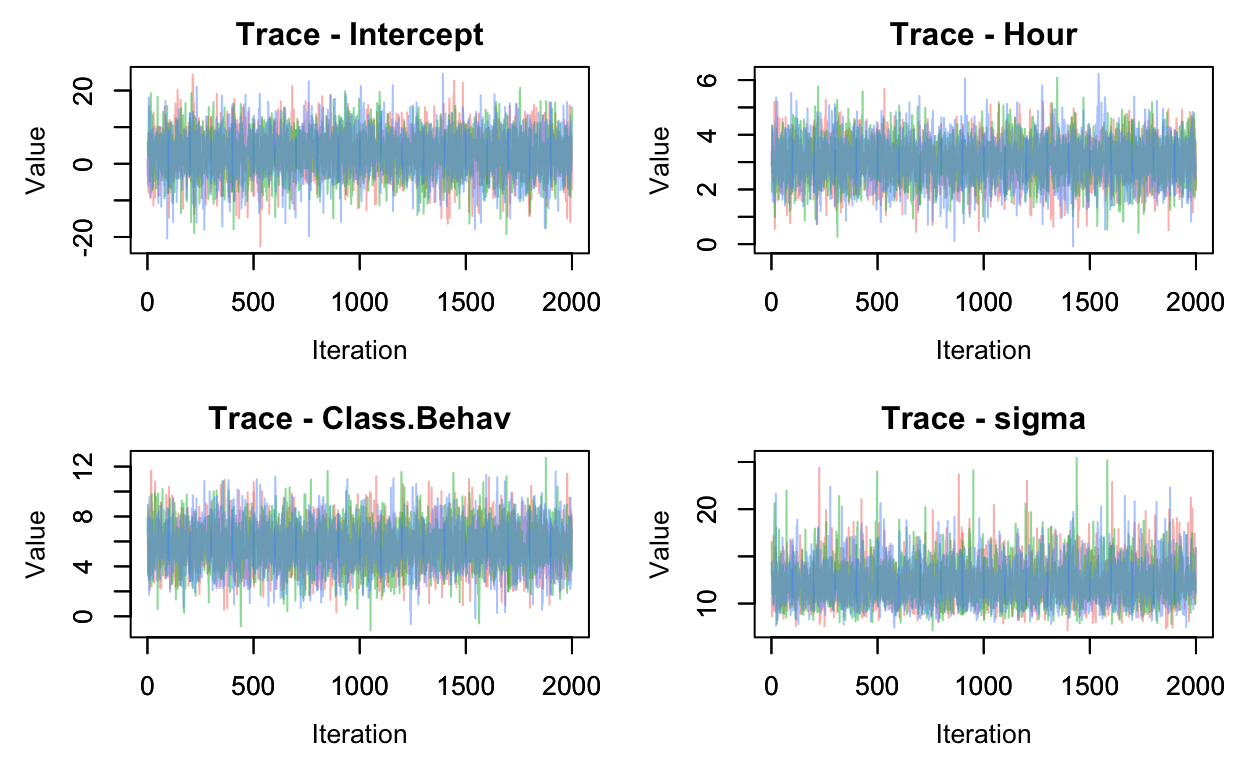 Trace - Intercept
Value
20
0
-20
0 500 1000 1500 2000
Iteration
Trace - Hour
Value
6
4
2
0
0 500 1000 1500 2000
Iteration
Trace - Class.Behav
Value
12
8
4
0
0 500 1000 1500 2000
Iteration
Trace - sigma
Value
20
10
0 500 1000 1500 2000
Iteration